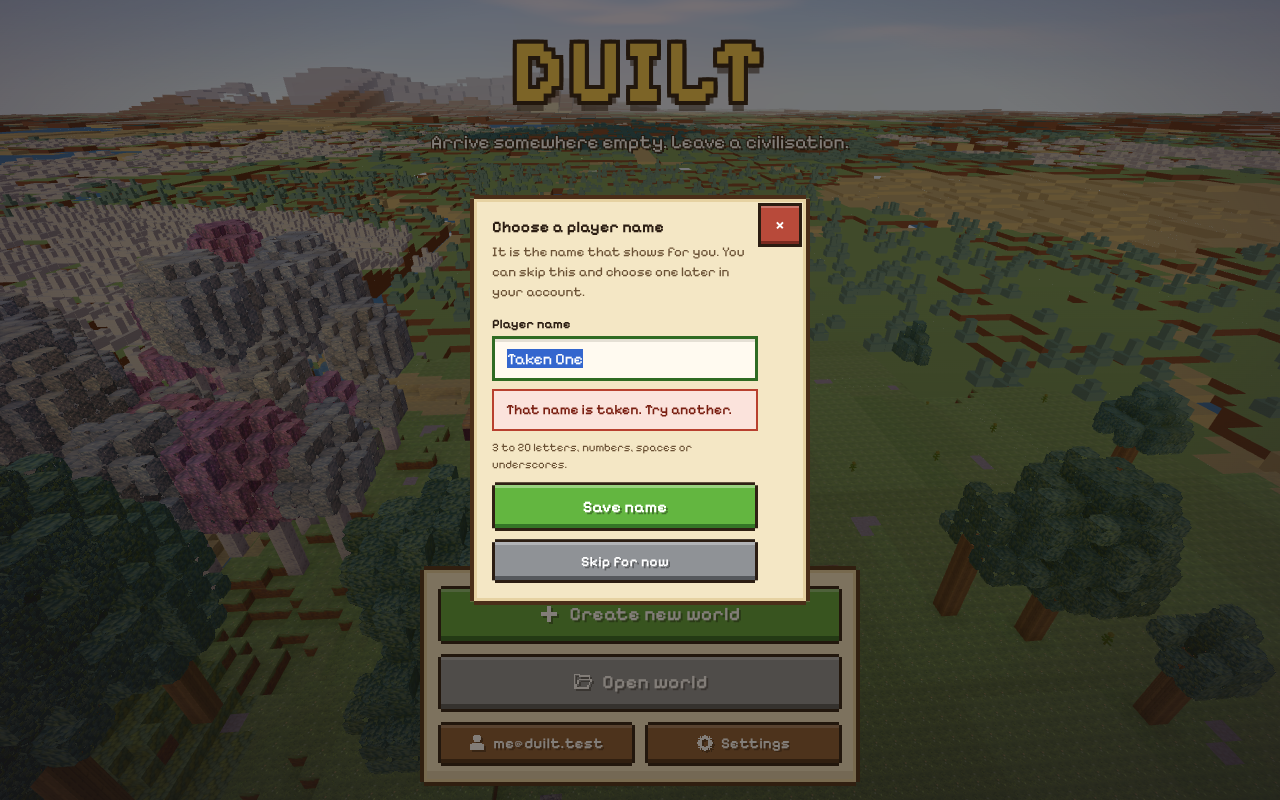 DUILT
Arrive somewhere empty. Leave a civilisation.
Choose a player name
×
It is the name that shows for you. You
can skip this and choose one later in
your account.
Player name
Taken One
That name is taken. Try another.
3 to 20 letters, numbers, spaces or
underscores.
Save name
Skip for now
Create new world
Open world
me@duilt.test
Settings